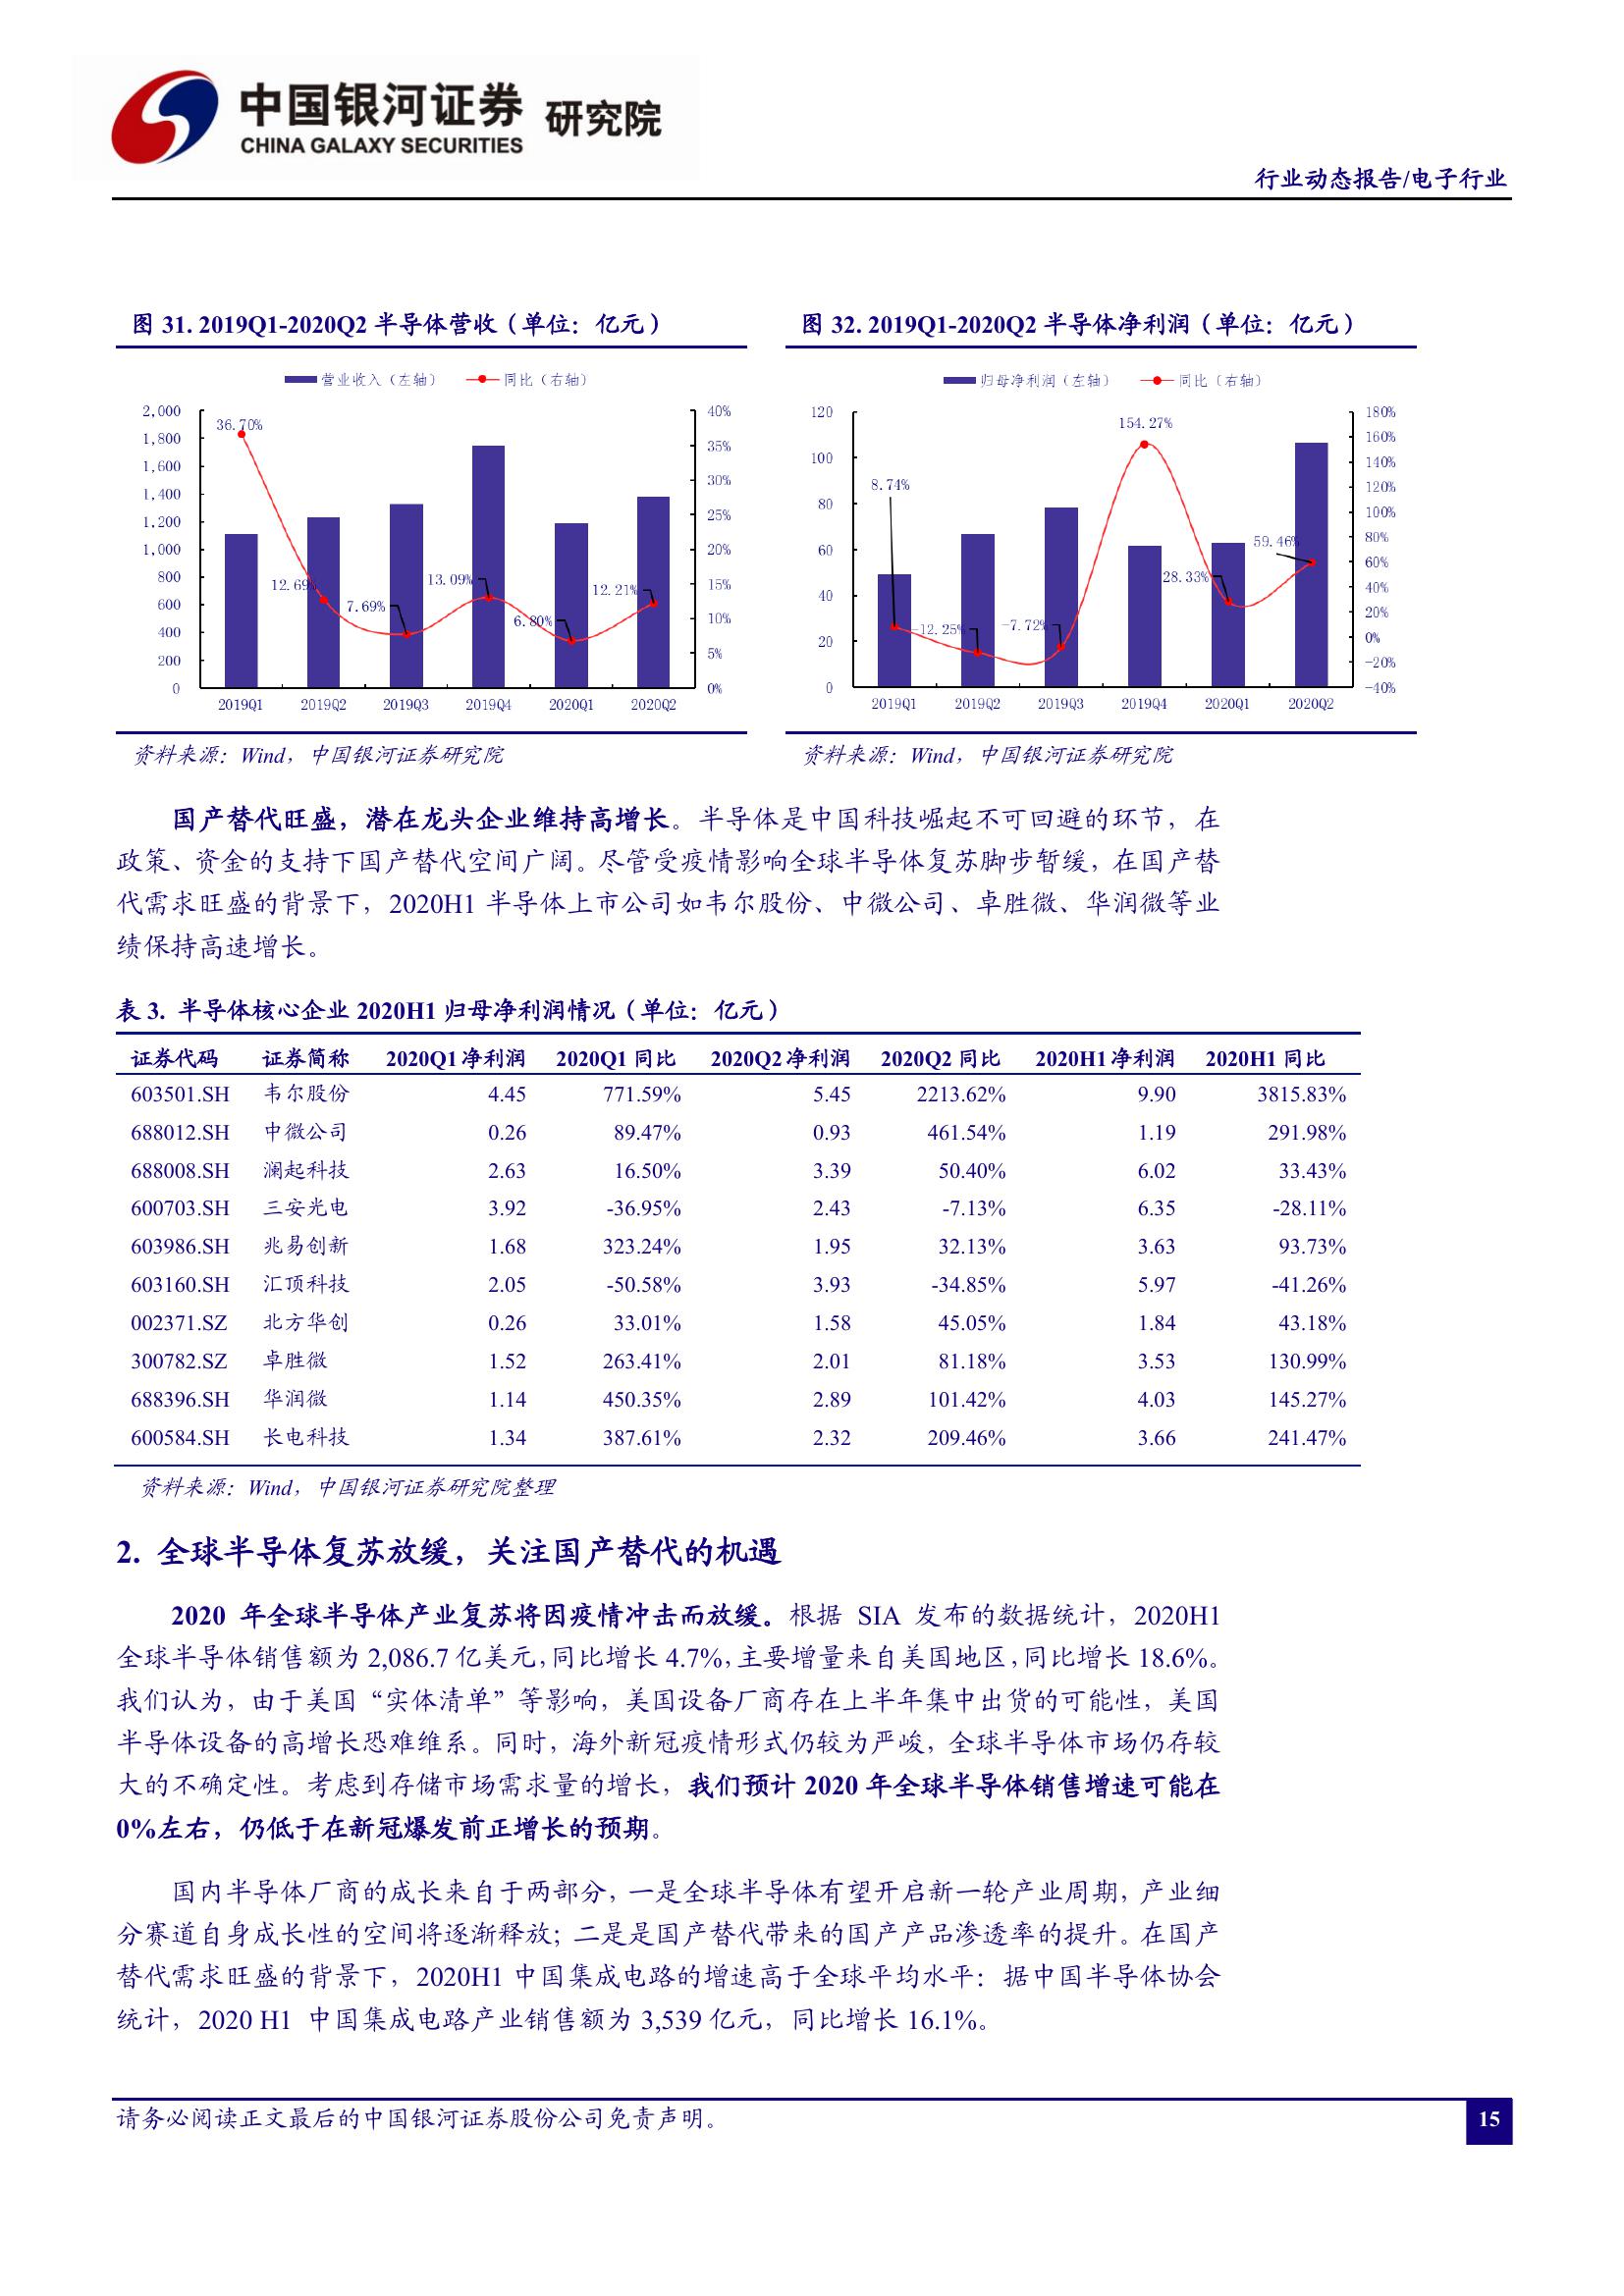 中国银河证券 研究院
CHINA GALAXY SECURITIES
行业动态报告/电子行业
图 31. 2019Q1-2020Q2 半导体营收（单位：亿元）
营业收入（左轴） 同比（右轴）
2,000
1,800
1,600
1,400
1,200
1,000
800
600
400
200
0
36.70%
12.69%
7.69%
13.09%
6.80%
12.21%
40%
35%
30%
25%
20%
15%
10%
5%
0%
2019Q1 2019Q2 2019Q3 2019Q4 2020Q1 2020Q2
资料来源：Wind，中国银河证券研究院
图 32. 2019Q1-2020Q2 半导体净利润（单位：亿元）
归母净利润（左轴） 同比（右轴）
120
100
80
60
40
20
0
8.74%
-12.25%
-7.72%
154.27%
28.33%
59.46%
180%
160%
140%
120%
100%
80%
60%
40%
20%
0%
-20%
-40%
2019Q1 2019Q2 2019Q3 2019Q4 2020Q1 2020Q2
资料来源：Wind，中国银河证券研究院
国产替代旺盛，潜在龙头企业维持高增长。半导体是中国科技崛起不可回避的环节，在
政策、资金的支持下国产替代空间广阔。尽管受疫情影响全球半导体复苏脚步暂缓，在国产替
代需求旺盛的背景下，2020H1 半导体上市公司如韦尔股份、中微公司、卓胜微、华润微等业
绩保持高速增长。
表 3. 半导体核心企业 2020H1 归母净利润情况（单位：亿元）
证券代码 证券简称 2020Q1净利润 2020Q1 同比 2020Q2净利润 2020Q2 同比 2020H1净利润 2020H1 同比
603501.SH 韦尔股份 4.45 771.59% 5.45 2213.62% 9.90 3815.83%
688012.SH 中微公司 0.26 89.47% 0.93 461.54% 1.19 291.98%
688008.SH 澜起科技 2.63 16.50% 3.39 50.40% 6.02 33.43%
600703.SH 三安光电 3.92 -36.95% 2.43 -7.13% 6.35 -28.11%
603986.SH 兆易创新 1.68 323.24% 1.95 32.13% 3.63 93.73%
603160.SH 汇顶科技 2.05 -50.58% 3.93 -34.85% 5.97 -41.26%
002371.SZ 北方华创 0.26 33.01% 1.58 45.05% 1.84 43.18%
300782.SZ 卓胜微 1.52 263.41% 2.01 81.18% 3.53 130.99%
688396.SH 华润微 1.14 450.35% 2.89 101.42% 4.03 145.27%
600584.SH 长电科技 1.34 387.61% 2.32 209.46% 3.66 241.47%
资料来源：Wind，中国银河证券研究院整理
2. 全球半导体复苏放缓，关注国产替代的机遇
2020 年全球半导体产业复苏将因疫情冲击而放缓。根据 SIA 发布的数据统计，2020H1
全球半导体销售额为 2,086.7 亿美元，同比增长 4.7%，主要增量来自美国地区，同比增长 18.6%。
我们认为，由于美国“实体清单”等影响，美国设备厂商存在上半年集中出货的可能性，美国
半导体设备的高增长恐难维系。同时，海外新冠疫情形式仍较为严峻，全球半导体市场仍存较
大的不确定性。考虑到存储市场需求量的增长，我们预计 2020 年全球半导体销售增速可能在
0%左右，仍低于在新冠爆发前正增长的预期。
国内半导体厂商的成长来自于两部分，一是全球半导体有望开启新一轮产业周期，产业细
分赛道自身成长性的空间将逐渐释放；二是是国产替代带来的国产产品渗透率的提升。在国产
替代需求旺盛的背景下，2020H1 中国集成电路的增速高于全球平均水平：据中国半导体协会
统计，2020 H1 中国集成电路产业销售额为 3,539 亿元，同比增长 16.1%。
请务必阅读正文最后的中国银河证券股份公司免责声明。
15